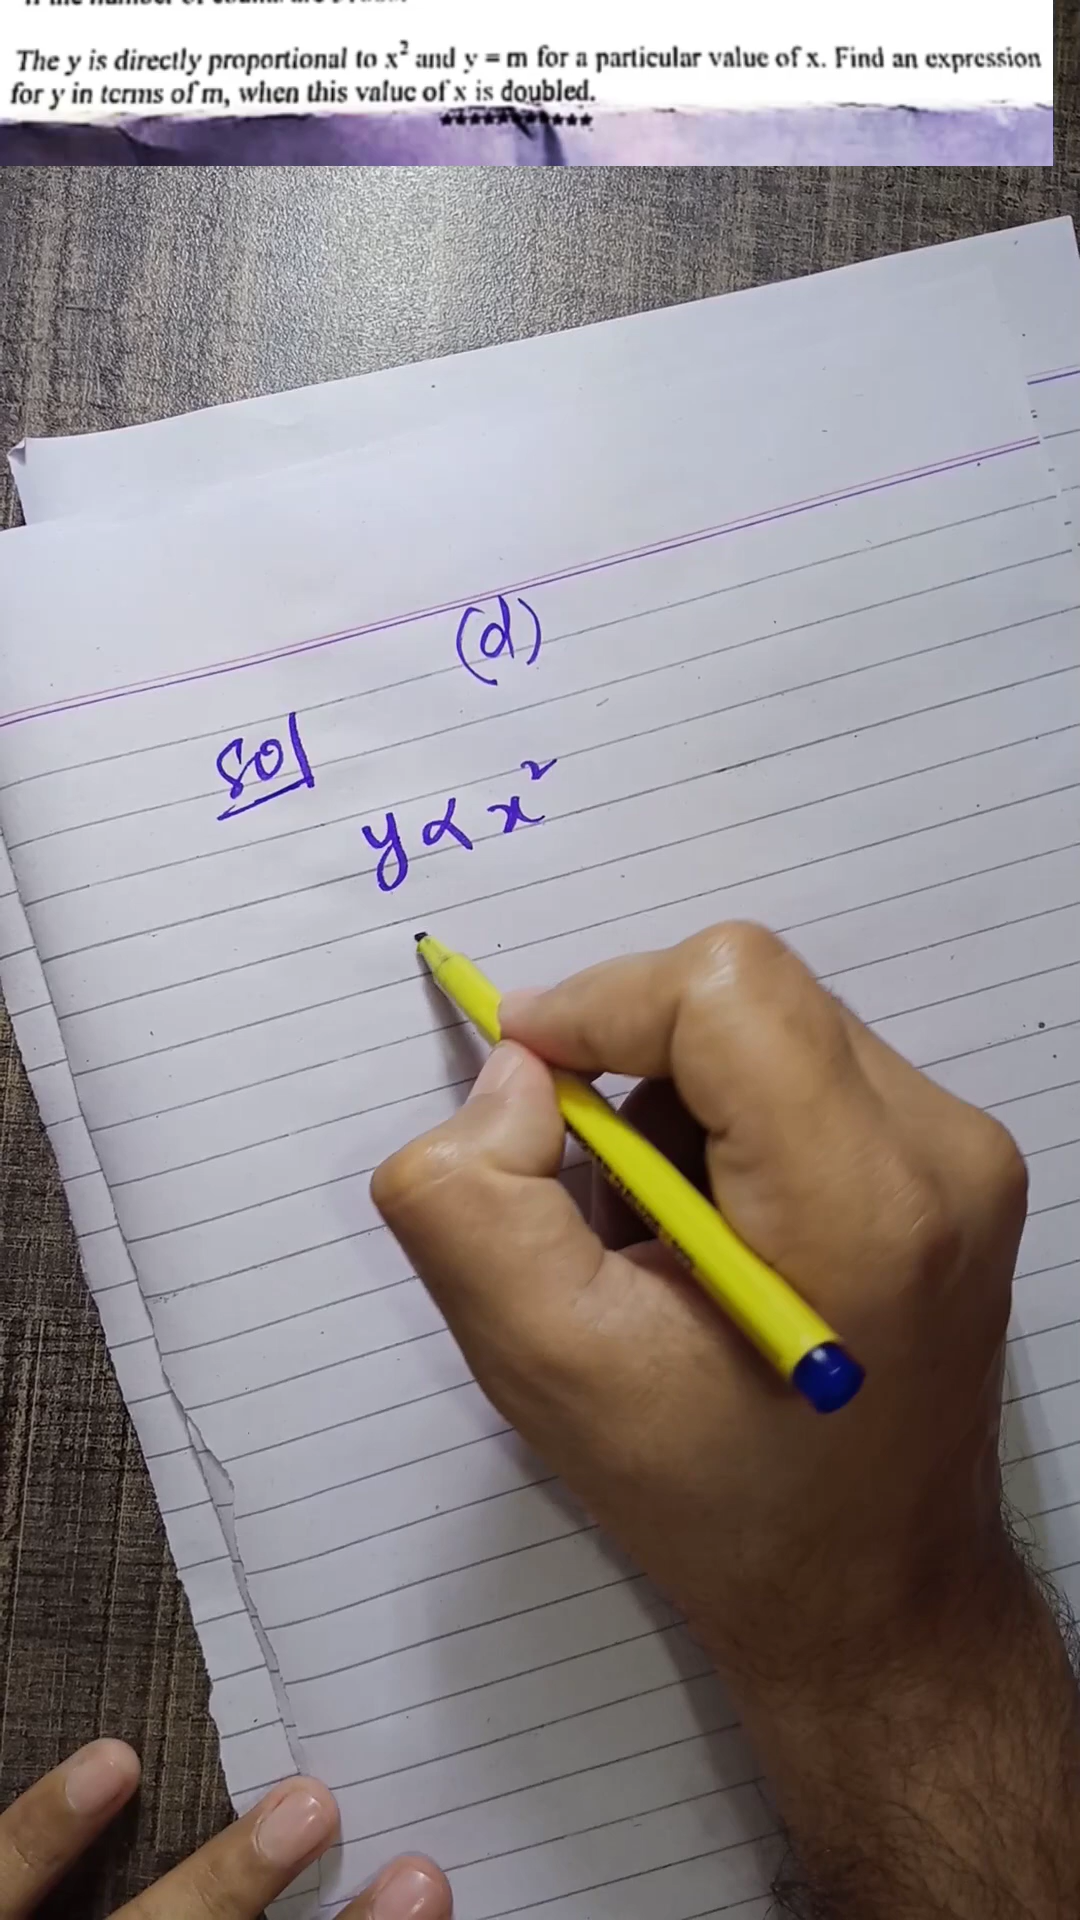 The y is directly proportional to x² and y = m for a particular value of x. Find an expression
for y in terms of m, when this value of x is doubled.
***********
(d)
Sol
y ∝ x²